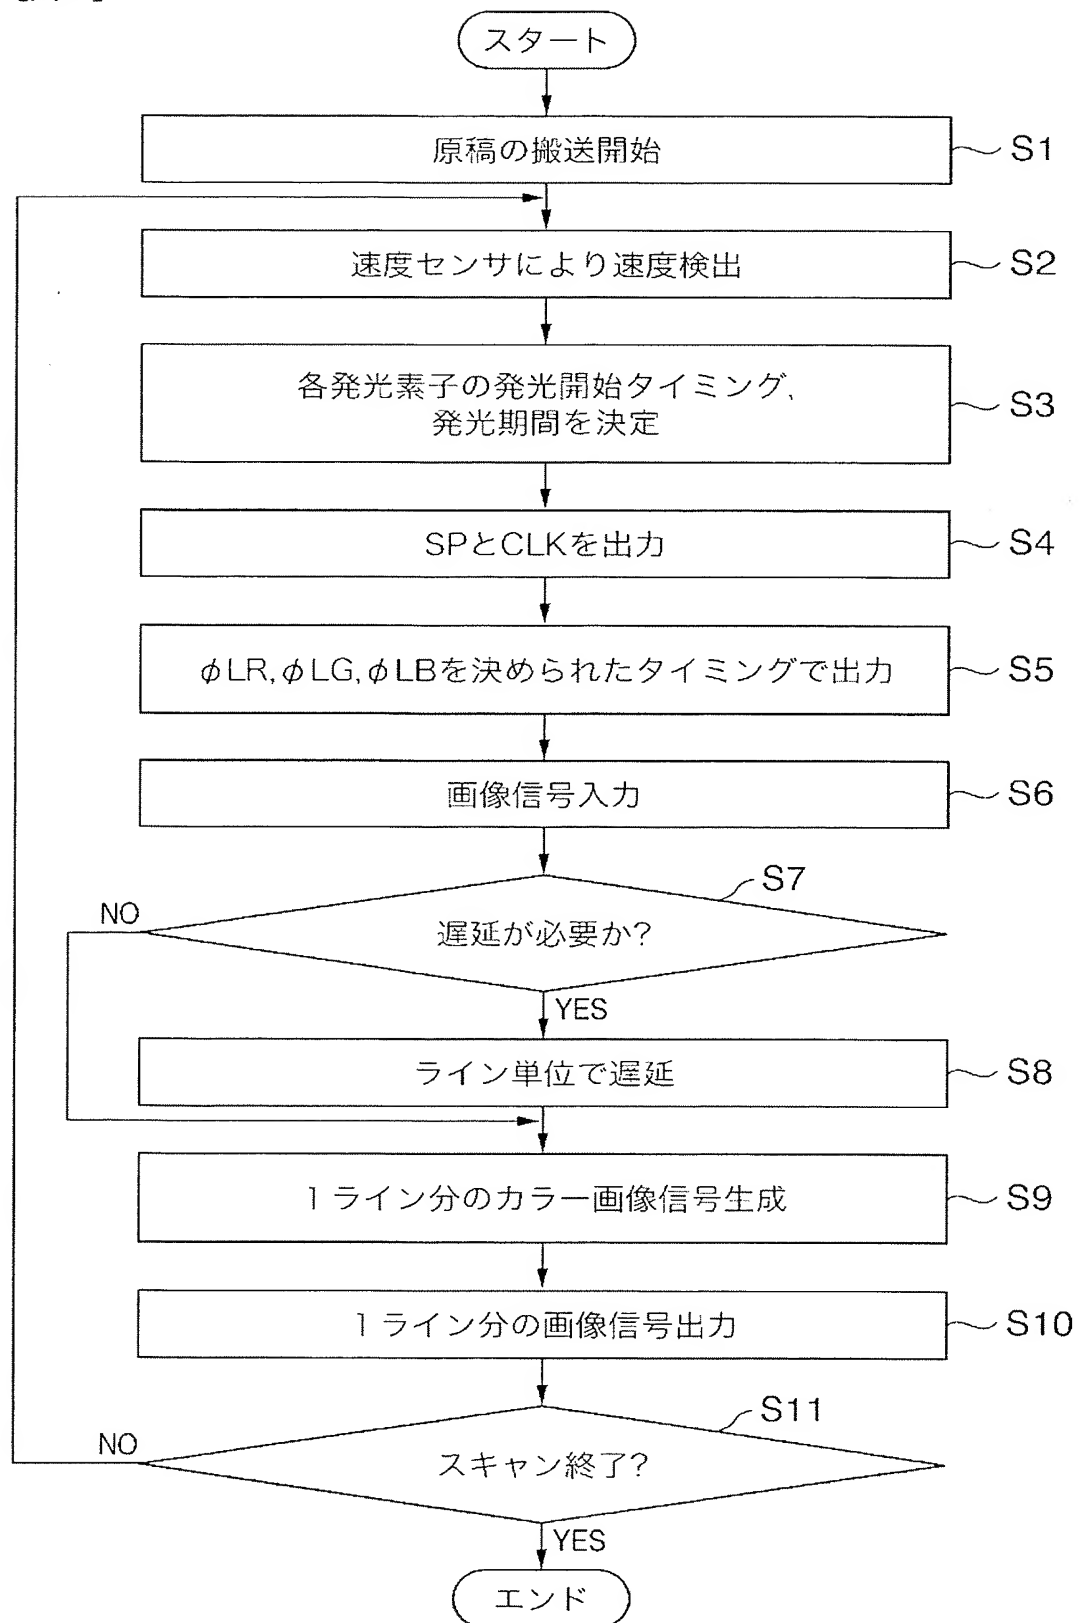 スタート
原稿の搬送開始
S1
速度センサにより速度検出
S2
各発光素子の発光開始タイミング,
発光期間を決定
S3
SPとCLKを出力
S4
φLR,φLG,φLBを決められたタイミングで出力
S5
画像信号入力
S6
S7
NO
遅延が必要か?
YES
ライン単位で遅延
S8
1ライン分のカラー画像信号生成
S9
1ライン分の画像信号出力
S10
S11
NO
スキャン終了?
YES
エンド